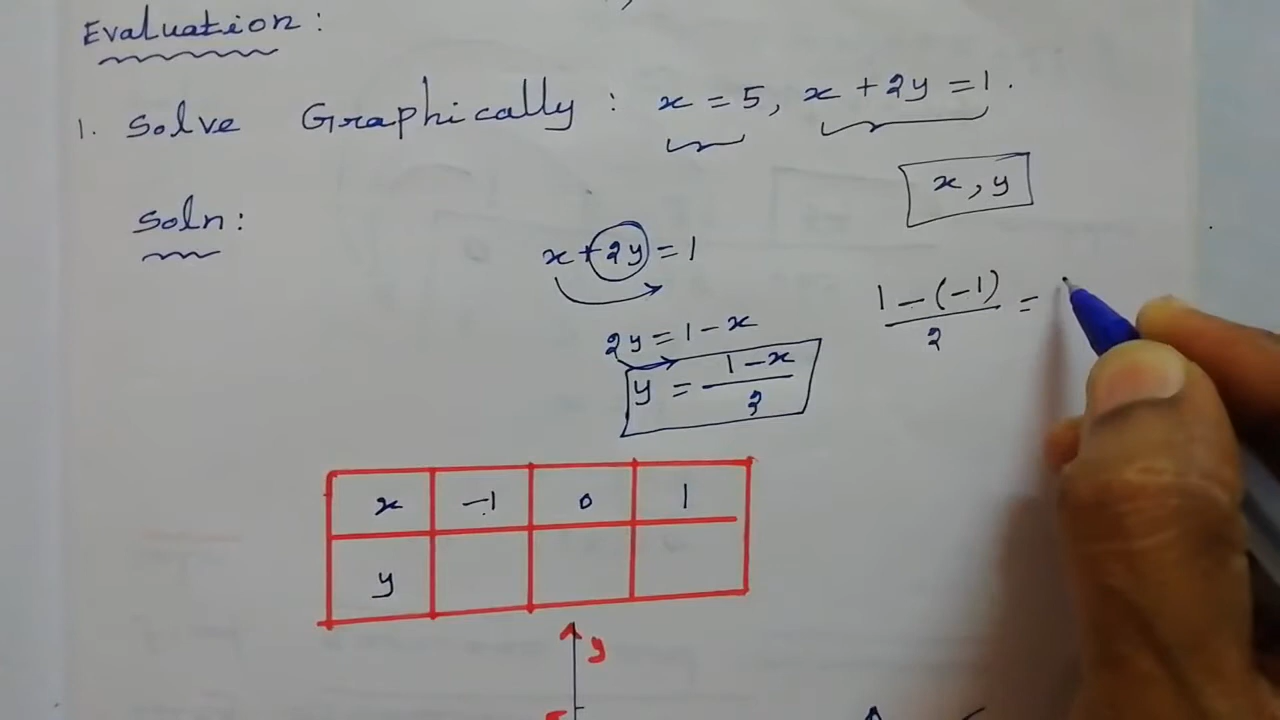 Evaluation:
1. Solve Graphically: x = 5, x + 2y = 1.
x, y
Soln:
x + 2y = 1
1 - (-1) / 2 =
2y = 1 - x
y = 1 - x / 2
x -1 0 1
y
y